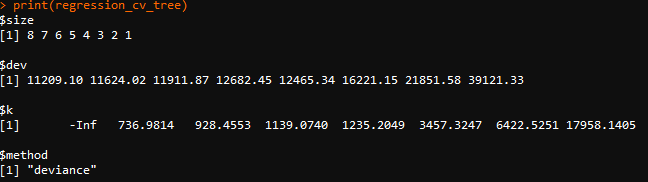 > print(regression_cv_tree)
$size
[1] 8 7 6 5 4 3 2 1
$dev
[1] 11209.10 11624.02 11911.87 12682.45 12465.34 16221.15 21851.58 39121.33
$k
[1]       -Inf   736.9814   928.4553  1139.0740  1235.2049  3457.3247  6422.5251 17958.1405
$method
[1] "deviance"